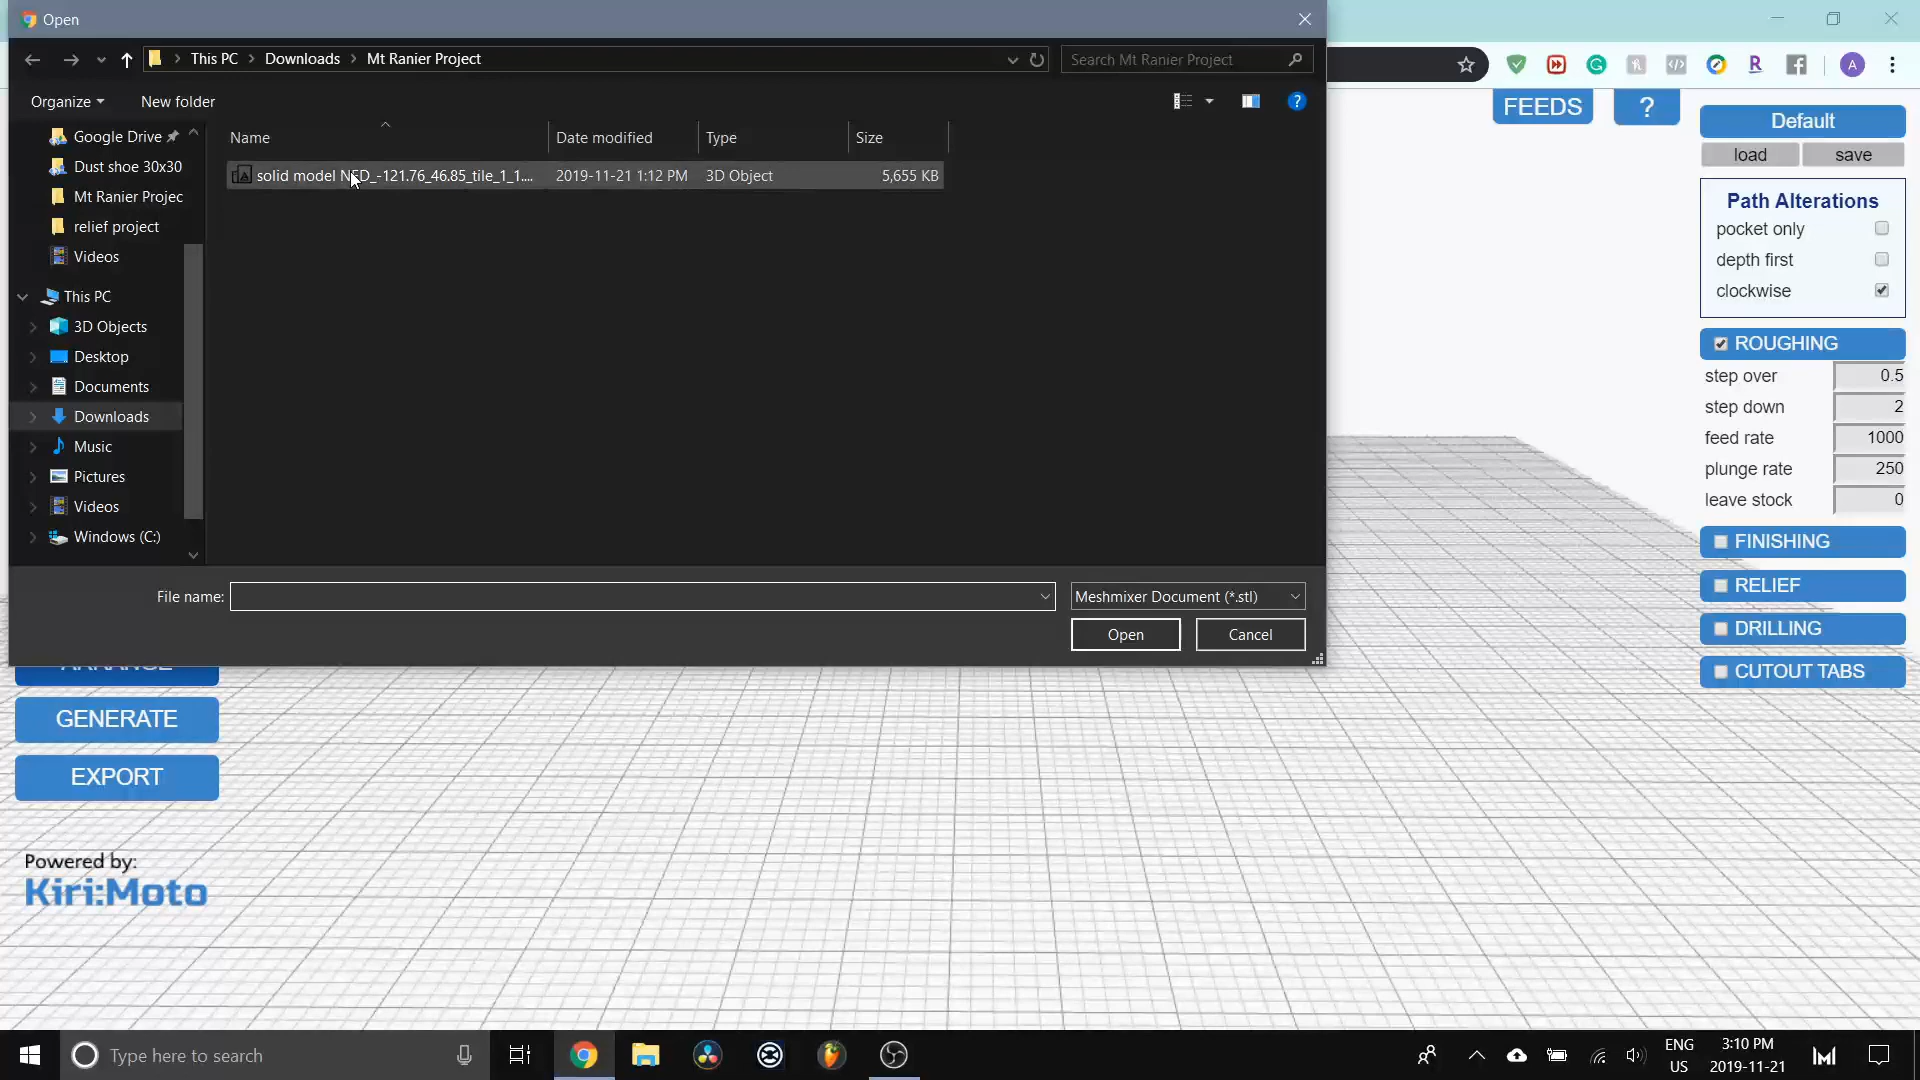 Open
This PC > Downloads > Mt Ranier Project
Search Mt Ranier Project
Organize
New folder
?
Name
Date modified
Type
Size
Google Drive
Dust shoe 30x30
Mt Ranier Projec
relief project
Videos
This PC
3D Objects
Desktop
Documents
Downloads
Music
Pictures
Videos
Windows (C:)
solid model NED_-121.76_46.85_tile_1_1....
2019-11-21 1:12 PM
3D Object
5,655 KB
File name:
Meshmixer Document (*.stl)
Open
Cancel
A
FEEDS
?
Default
load
save
Path Alterations
pocket only
depth first
clockwise
ROUGHING
step over 0.5
step down 2
feed rate 1000
plunge rate 250
leave stock 0
FINISHING
RELIEF
DRILLING
CUTOUT TABS
ARRANGE
GENERATE
EXPORT
Powered by:
Kiri:Moto
Type here to search
ENG
US
3:10 PM
2019-11-21